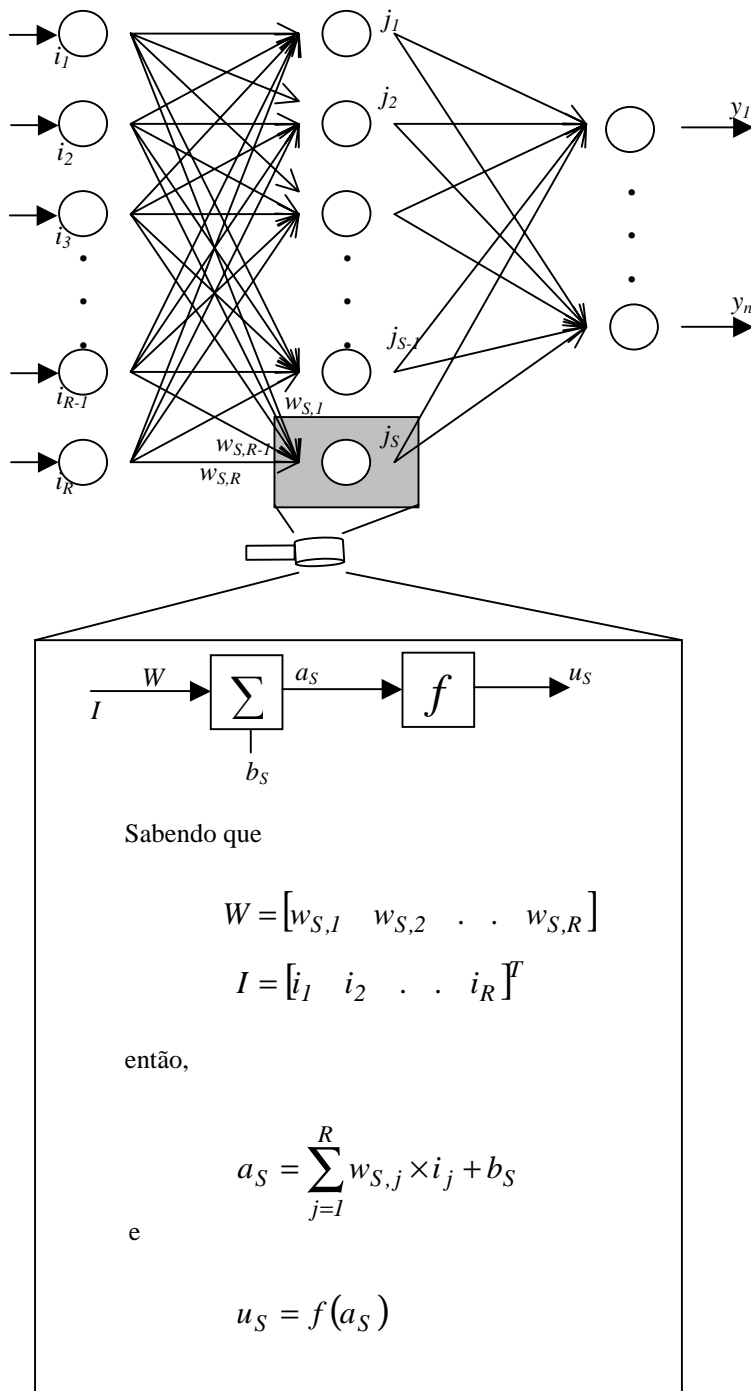 j1
i1
y1
j2
i2
i3
yn
jS-1
iR-1
wS,1
jS
wS,R-1
wS,R
iR
W
aS
uS
∑
f
I
bS
Sabendo que
W = [wS,1 wS,2 . . wS,R]
I = [i1 i2 . . iR]^T
então,
aS = ∑_{j=1}^{R} wS,j × ij + bS
e
uS = f(aS)